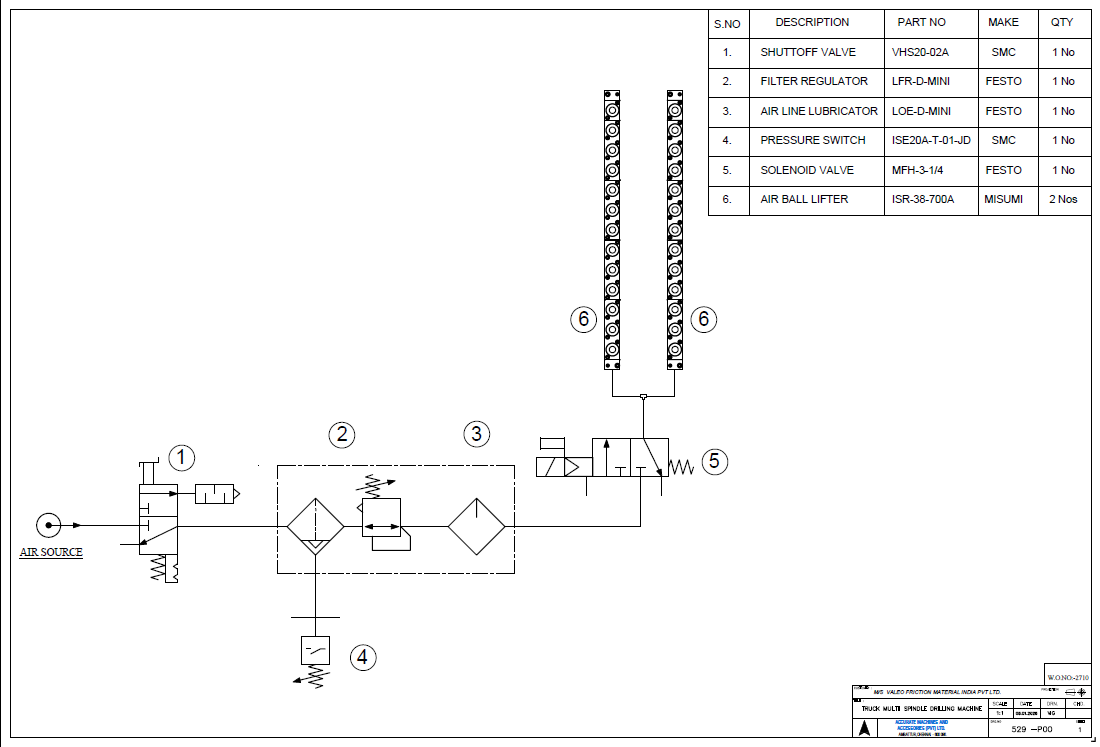 S.NO DESCRIPTION PART NO MAKE QTY
1. SHUTTOFF VALVE VHS20-02A SMC 1 No
2. FILTER REGULATOR LFR-D-MINI FESTO 1 No
3. AIR LINE LUBRICATOR LOE-D-MINI FESTO 1 No
4. PRESSURE SWITCH ISE20A-T-01-JD SMC 1 No
5. SOLENOID VALVE MFH-3-1/4 FESTO 1 No
6. AIR BALL LIFTER ISR-38-700A MISUMI 2 Nos
6 6
1 2 3 5
AIR SOURCE
4
W.O.NO:-2710
M/S VALEO FRICTION MATERIAL INDIA PVT LTD.
TRUCK MULTI SPINDLE DRILLING MACHINE
SCALE DATE DRN. CHD.
1:1 MG
ACCURATE MACHINES AND
ACCESSORIES (PVT) LTD.
529 -P00 1